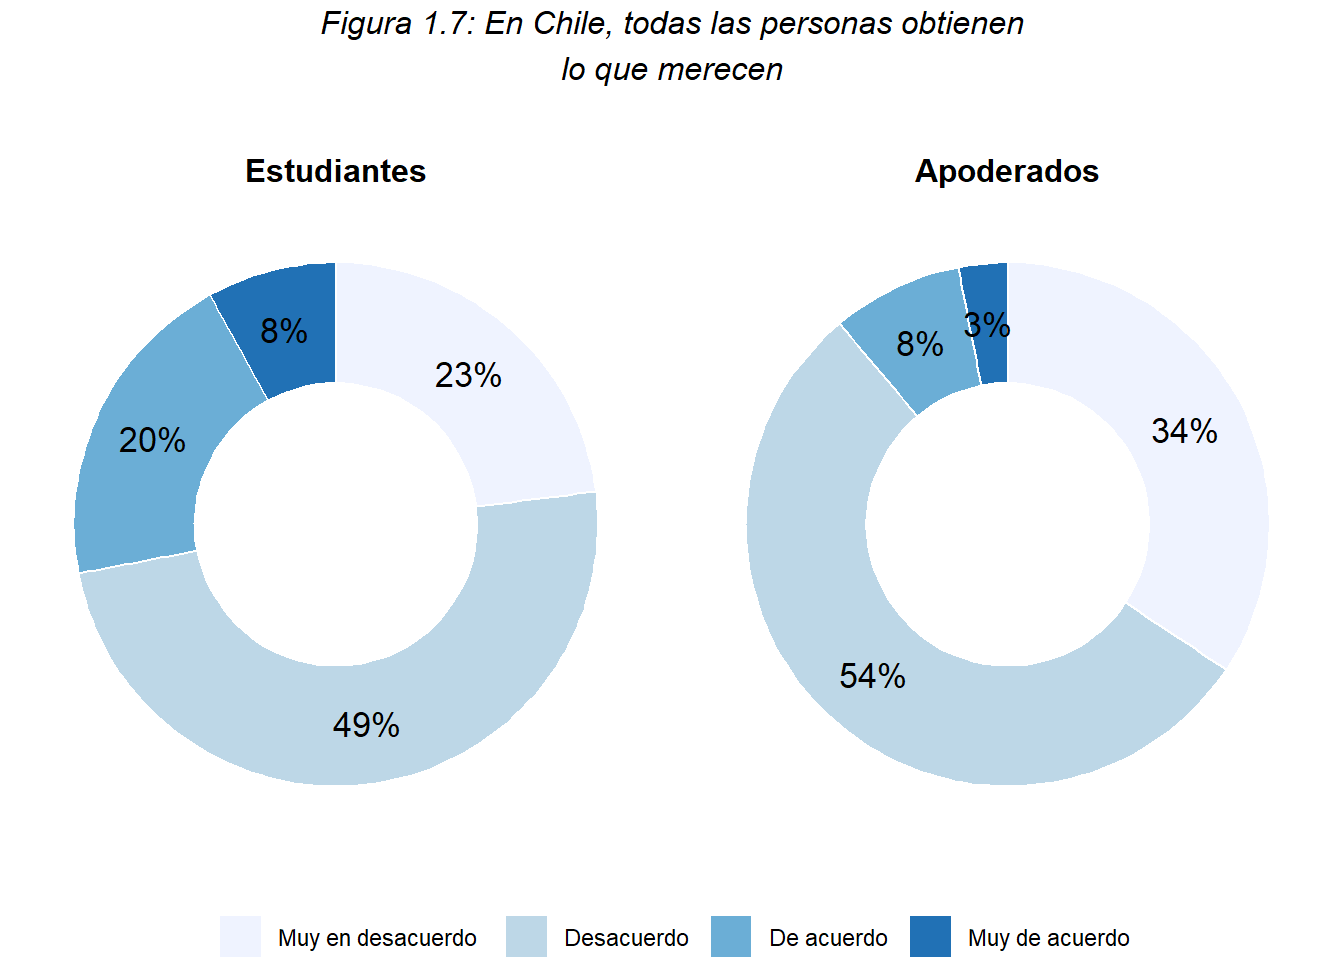 Figura 1.7: En Chile, todas las personas obtienen
lo que merecen
Estudiantes
8%
23%
20%
49%
Apoderados
3%
8%
34%
54%
Muy en desacuerdo
Desacuerdo
De acuerdo
Muy de acuerdo